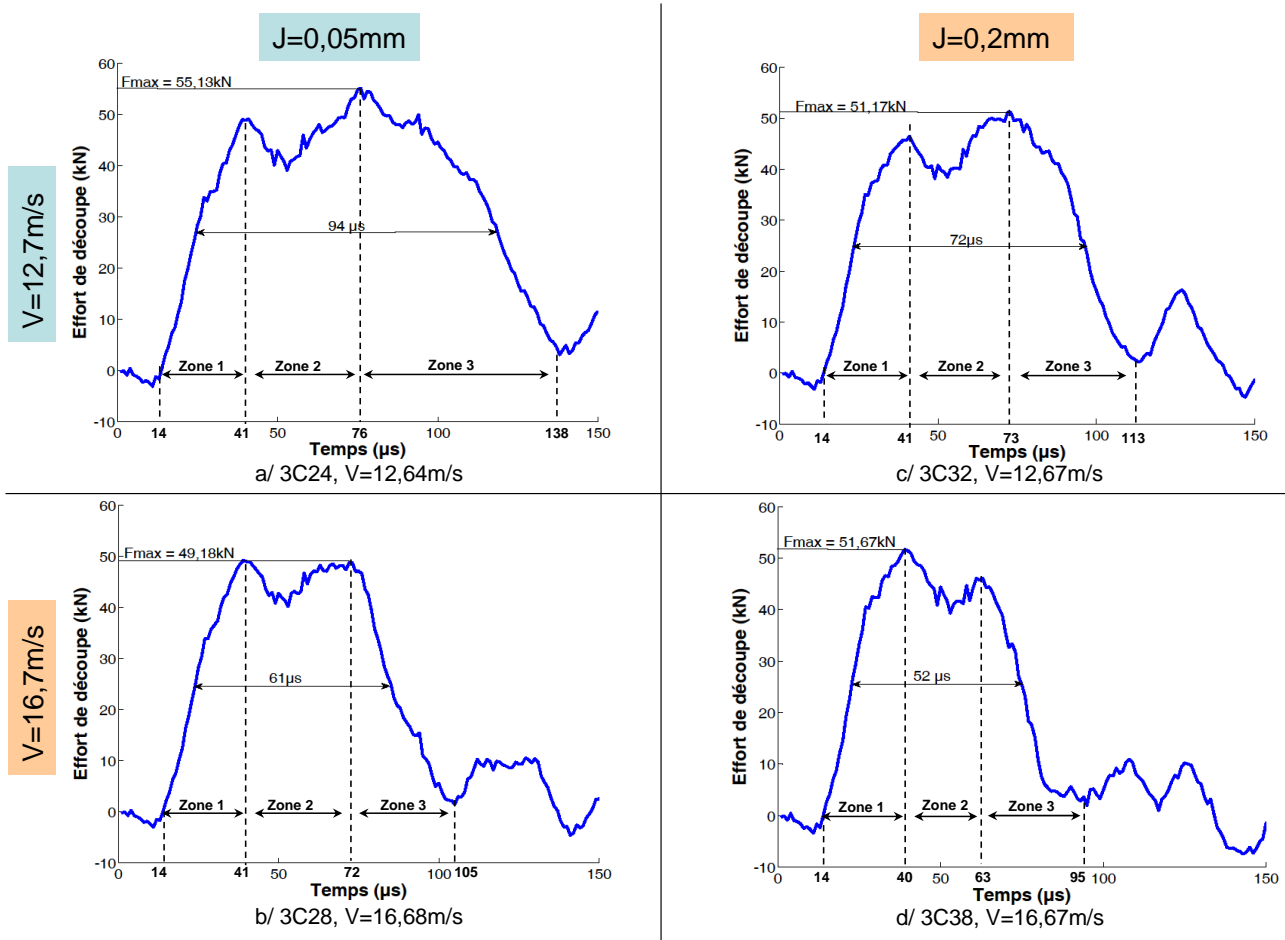 J=0,05mm
J=0,2mm
V=12,7m/s
60
50
40
30
20
10
0
-10
Effort de découpe (kN)
Fmax = 55,13kN
94 µs
Zone 1
Zone 2
Zone 3
0
14
41
50
76
100
138
150
Temps (µs)
a/ 3C24, V=12,64m/s
60
50
40
30
20
10
0
-10
Effort de découpe (kN)
Fmax = 51,17kN
72µs
Zone 1
Zone 2
Zone 3
0
14
41
50
73
100
113
150
Temps (µs)
c/ 3C32, V=12,67m/s
V=16,7m/s
60
50
40
30
20
10
0
-10
Effort de découpe (kN)
Fmax = 49,18kN
61µs
Zone 1
Zone 2
Zone 3
0
14
41
50
72
100
105
150
Temps (µs)
b/ 3C28, V=16,68m/s
60
50
40
30
20
10
0
-10
Effort de découpe (kN)
Fmax = 51,67kN
52 µs
Zone 1
Zone 2
Zone 3
0
14
40
50
63
95
100
150
Temps (µs)
d/ 3C38, V=16,67m/s